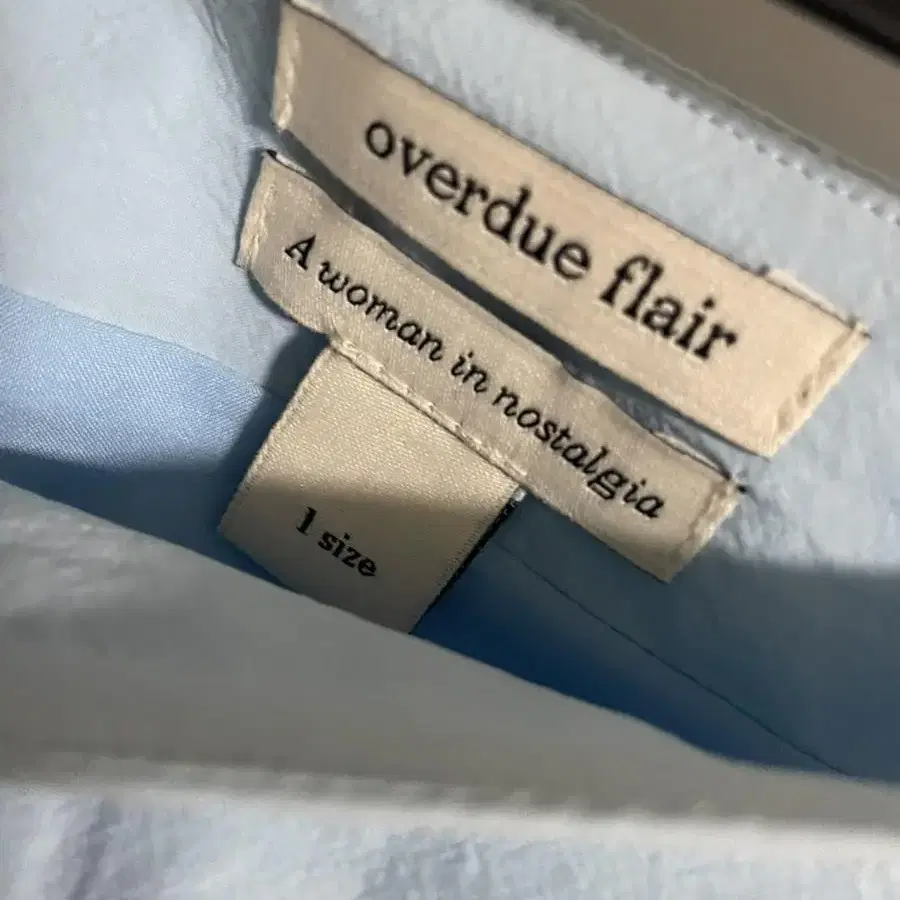 overdue flair
A woman in nostalgia
1 size